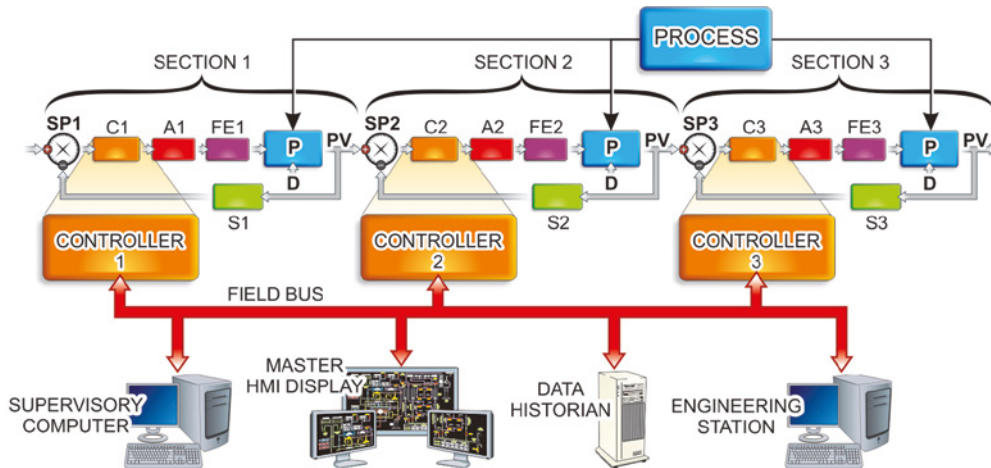 PROCESS
SECTION 1
SECTION 2
SECTION 3
SP1
C1
A1
FE1
P
PV
SP2
C2
A2
FE2
P
PV
SP3
C3
A3
FE3
P
PV
D
D
D
S1
S2
S3
CONTROLLER
1
CONTROLLER
2
CONTROLLER
3
FIELD BUS
SUPERVISORY
COMPUTER
MASTER
HMI DISPLAY
DATA
HISTORIAN
ENGINEERING
STATION